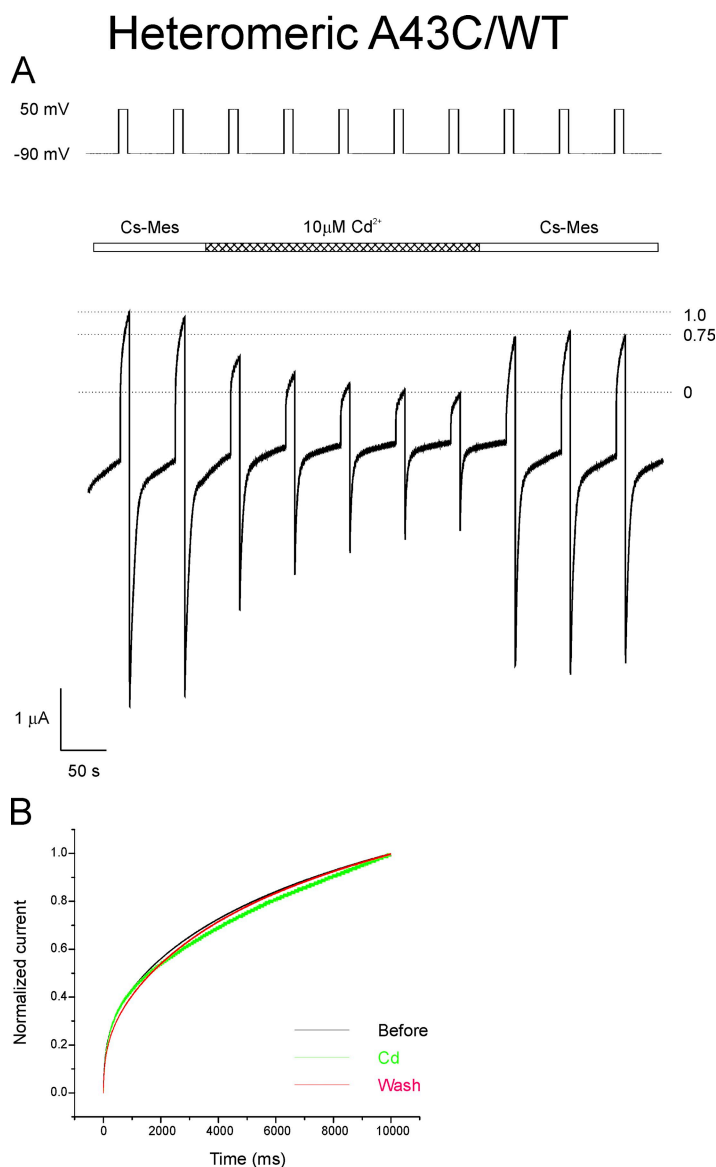 Heteromeric A43C/WT
A
50 mV
-90 mV
Cs-Mes 10μM Cd²⁺ Cs-Mes
1.0
0.75
0
1 μA
50 s
B
Normalized current
1.0
0.8
0.6
0.4
0.2
0.0
Before
Cd
Wash
0 2000 4000 6000 8000 10000
Time (ms)